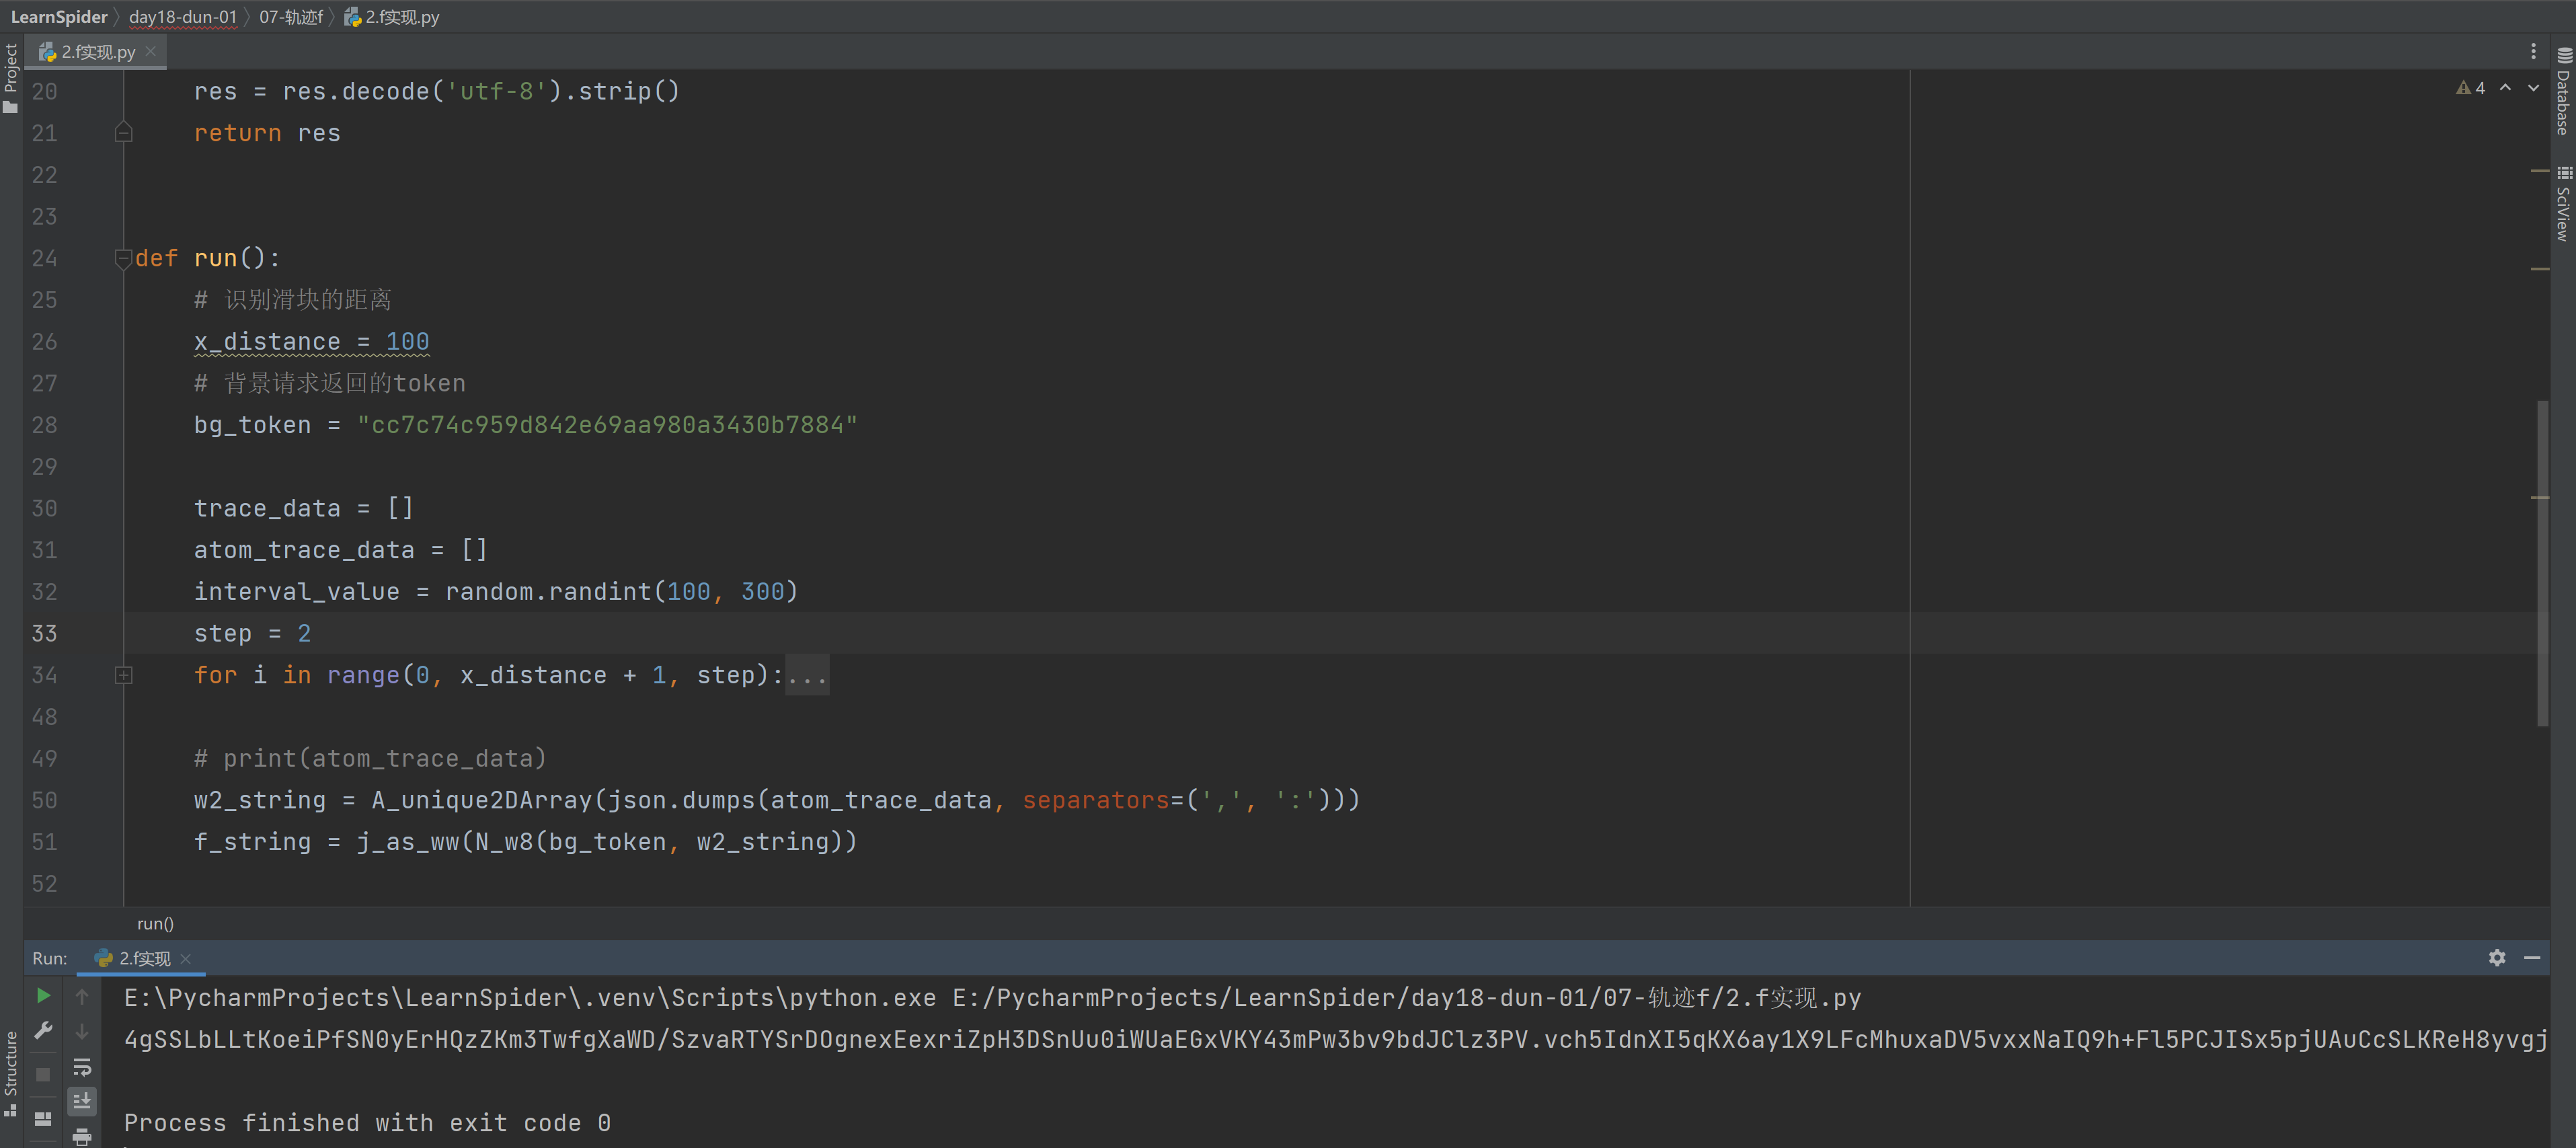 LearnSpider 〉 day18-dun-01 〉 07-轨迹f 〉 2.f实现.py
Project
2.f实现.py
Database
SciView
4
20 res = res.decode('utf-8').strip()
21 return res
22
23
24 def run():
25 # 识别滑块的距离
26 x_distance = 100
27 # 背景请求返回的token
28 bg_token = "cc7c74c959d842e69aa980a3430b7884"
29
30 trace_data = []
31 atom_trace_data = []
32 interval_value = random.randint(100, 300)
33 step = 2
34 for i in range(0, x_distance + 1, step):...
48
49 # print(atom_trace_data)
50 w2_string = A_unique2DArray(json.dumps(atom_trace_data, separators=(',', ':')))
51 f_string = j_as_ww(N_w8(bg_token, w2_string))
52
run()
Run: 2.f实现
Structure
E:\PycharmProjects\LearnSpider\.venv\Scripts\python.exe E:/PycharmProjects/LearnSpider/day18-dun-01/07-轨迹f/2.f实现.py
4gSSLbLLtKoeiPfSN0yErHQzZKm3TwfgXaWD/SzvaRTYSrDOgnexEexriZpH3DSnUu0iWUaEGxVKY43mPw3bv9bdJClz3PV.vch5IdnXI5qKX6ay1X9LFcMhuxaDV5vxxNaIQ9h+Fl5PCJISx5pjUAuCcSLKReH8yvgj
Process finished with exit code 0